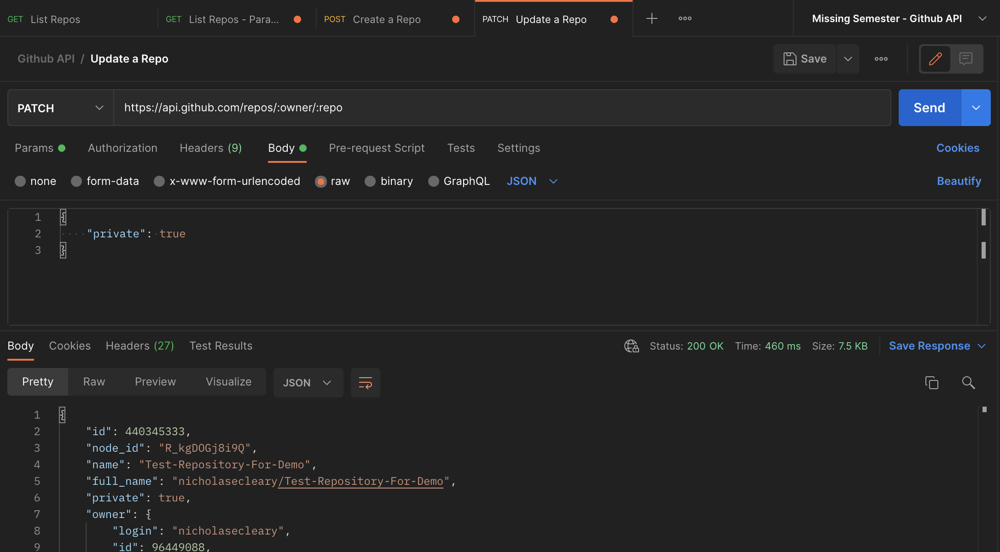 GET List Repos
GET List Repos - Para...
POST Create a Repo
PATCH Update a Repo
Missing Semester - Github API
Github API / Update a Repo
Save
PATCH
https://api.github.com/repos/:owner/:repo
Send
Params Authorization Headers (9) Body Pre-request Script Tests Settings Cookies
none form-data x-www-form-urlencoded raw binary GraphQL JSON Beautify
1 {
2 "private": true
3 }
Body Cookies Headers (27) Test Results Status: 200 OK Time: 460 ms Size: 7.5 KB Save Response
Pretty Raw Preview Visualize JSON
1 {
2 "id": 440345333,
3 "node_id": "R_kgDOGj8i9Q",
4 "name": "Test-Repository-For-Demo",
5 "full_name": "nicholasecleary/Test-Repository-For-Demo",
6 "private": true,
7 "owner": {
8 "login": "nicholasecleary",
9 "id": 96449088,